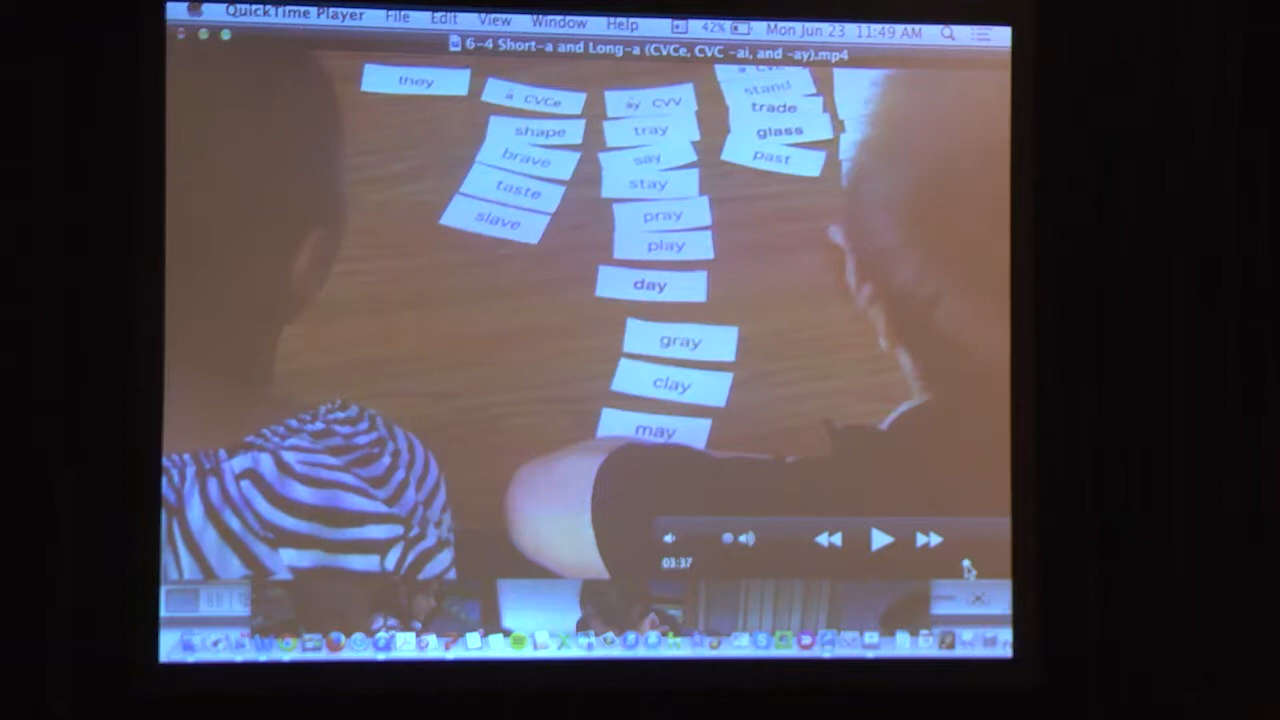 QuickTime Player File Edit View Window Help 42% Mon Jun 23 11:49 AM
6-4 Short-a and Long-a (CVCe, CVC -ai, and -ay).mp4
they
ā CVCe
shape
brave
taste
slave
āy CVV
tray
say
stay
pray
play
day
gray
clay
may
stand
trade
glass
past
03:37